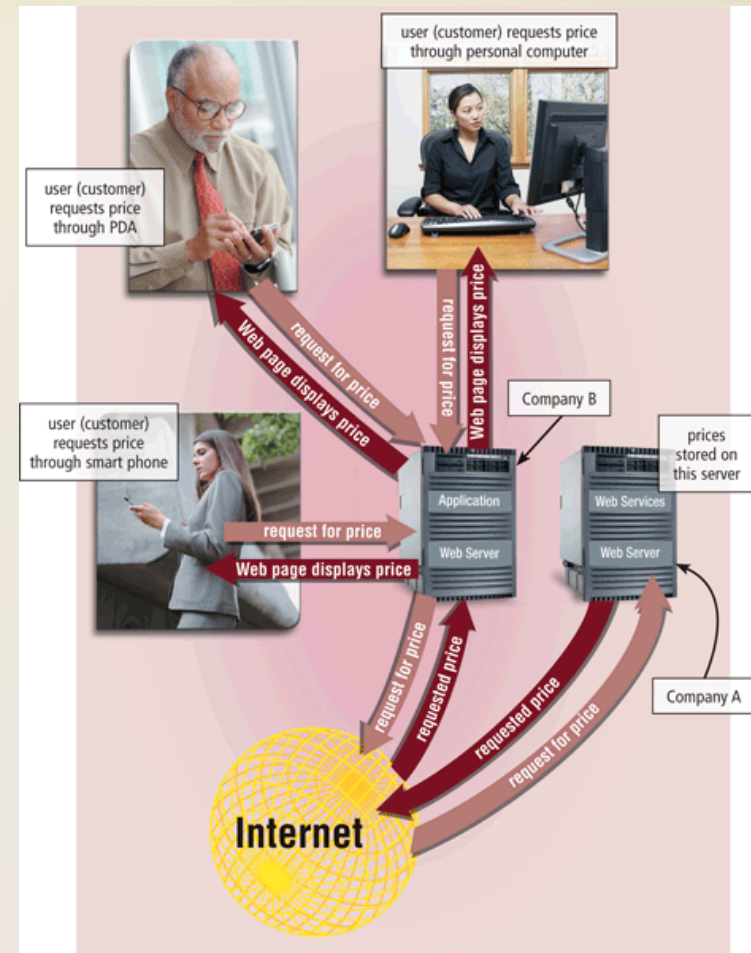 user (customer) requests price
through personal computer
user (customer)
requests price
through PDA
request for price
Web page displays price
request for price
Web page displays price
Company B
prices
stored on
this server
user (customer)
requests price
through smart phone
Application
Web Server
Web Services
Web Server
request for price
Web page displays price
request for price
requested price
requested price
request for price
Company A
Internet